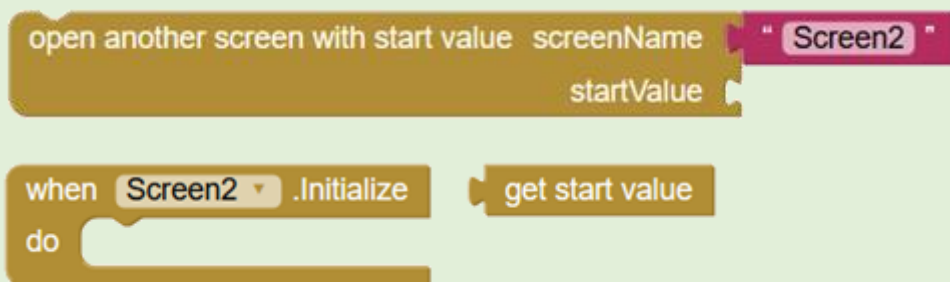 open another screen with start value screenName " Screen2 "
startValue
when Screen2 .Initialize get start value
do